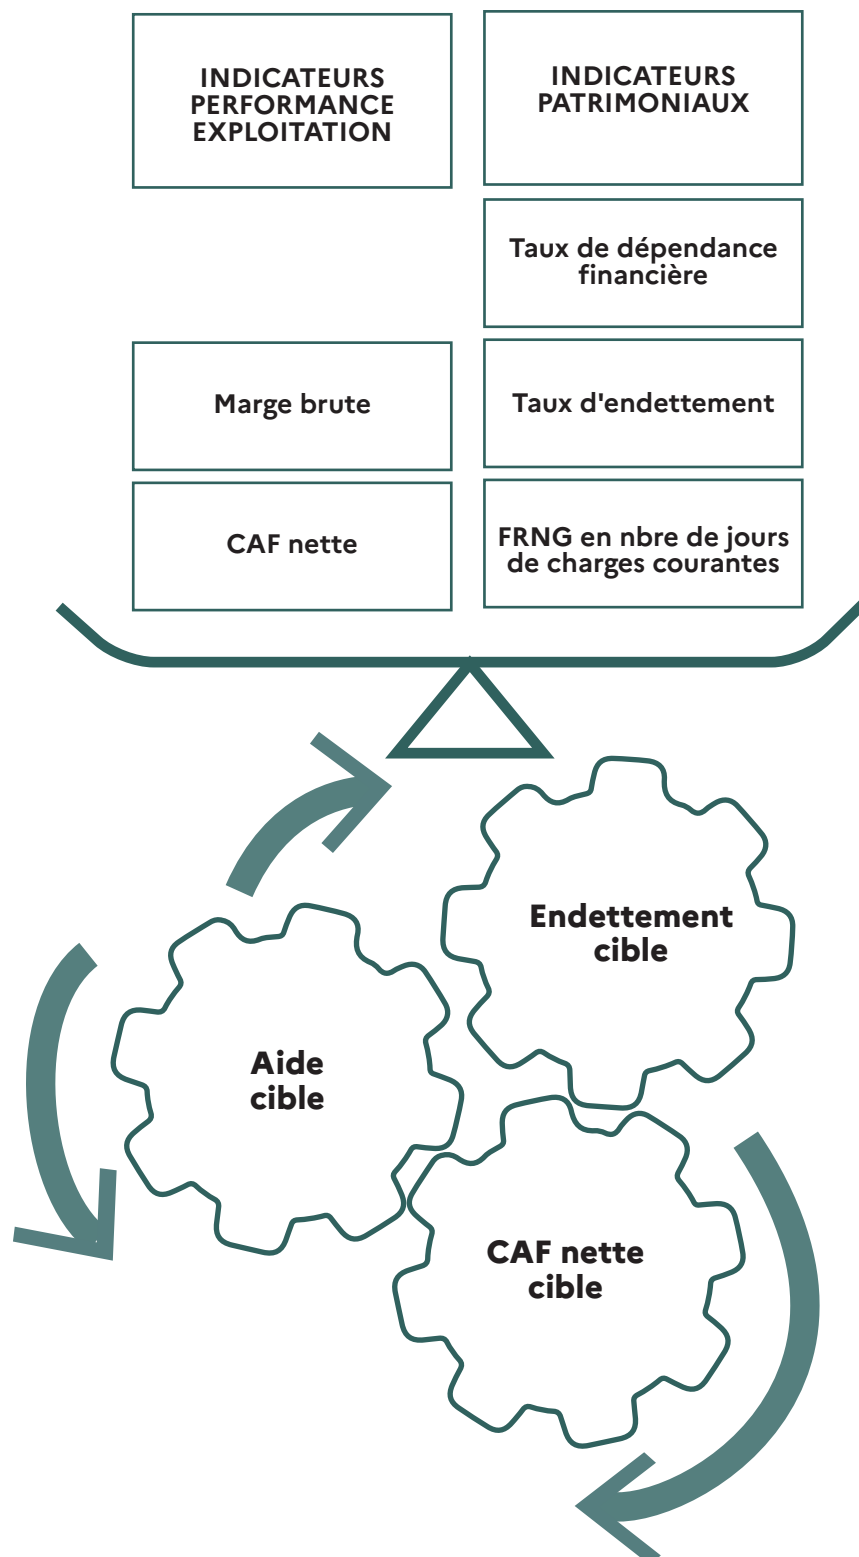 INDICATEURS
PERFORMANCE
EXPLOITATION
INDICATEURS
PATRIMONIAUX
Taux de dépendance
financière
Marge brute
Taux d'endettement
CAF nette
FRNG en nbre de jours
de charges courantes
Endettement
cible
Aide
cible
CAF nette
cible